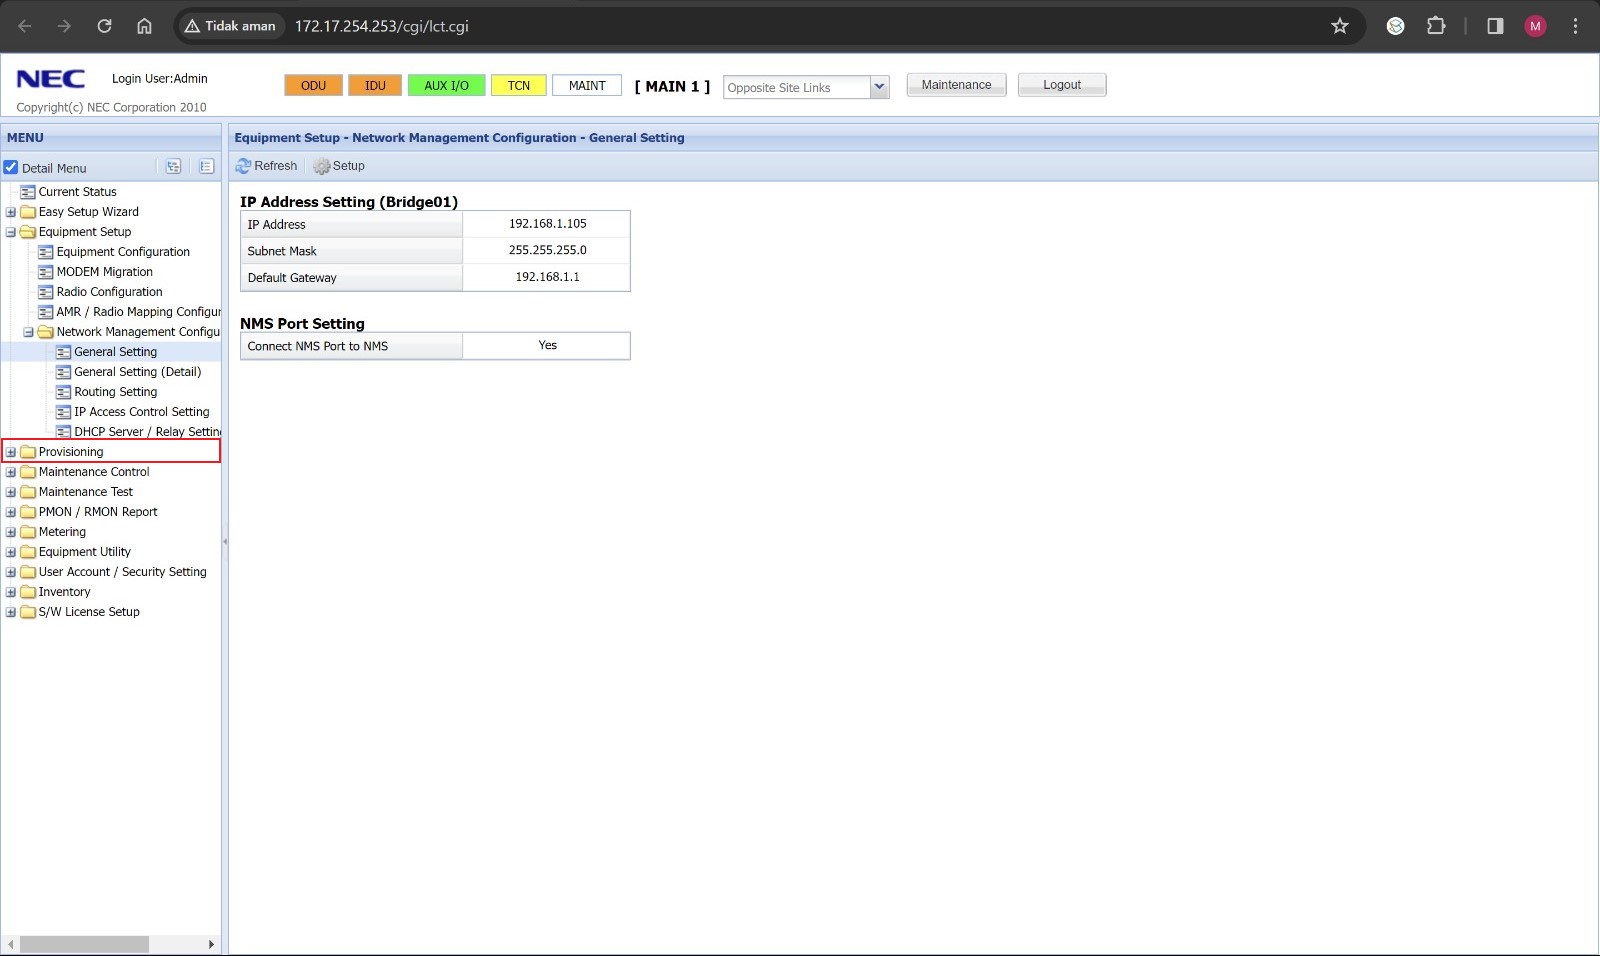 Tidak aman 172.17.254.253/cgi/lct.cgi
M
NEC Login User:Admin
Copyright(c) NEC Corporation 2010
ODU IDU AUX I/O TCN MAINT [ MAIN 1 ] Opposite Site Links Maintenance Logout
MENU
Detail Menu
Current Status
Easy Setup Wizard
Equipment Setup
Equipment Configuration
MODEM Migration
Radio Configuration
AMR / Radio Mapping Configur
Network Management Configu
General Setting
General Setting (Detail)
Routing Setting
IP Access Control Setting
DHCP Server / Relay Settin
Provisioning
Maintenance Control
Maintenance Test
PMON / RMON Report
Metering
Equipment Utility
User Account / Security Setting
Inventory
S/W License Setup
Equipment Setup - Network Management Configuration - General Setting
Refresh Setup
IP Address Setting (Bridge01)
IP Address 192.168.1.105
Subnet Mask 255.255.255.0
Default Gateway 192.168.1.1
NMS Port Setting
Connect NMS Port to NMS Yes